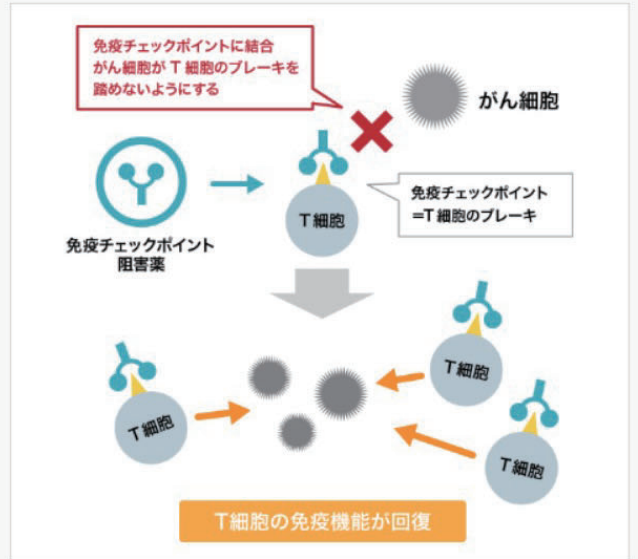 免疫チェックポイントに結合
がん細胞が T 細胞のブレーキを
踏めないようにする
がん細胞
免疫チェックポイント
阻害薬
T細胞
免疫チェックポイント
=T細胞のブレーキ
T細胞
T細胞
T細胞
T細胞の免疫機能が回復